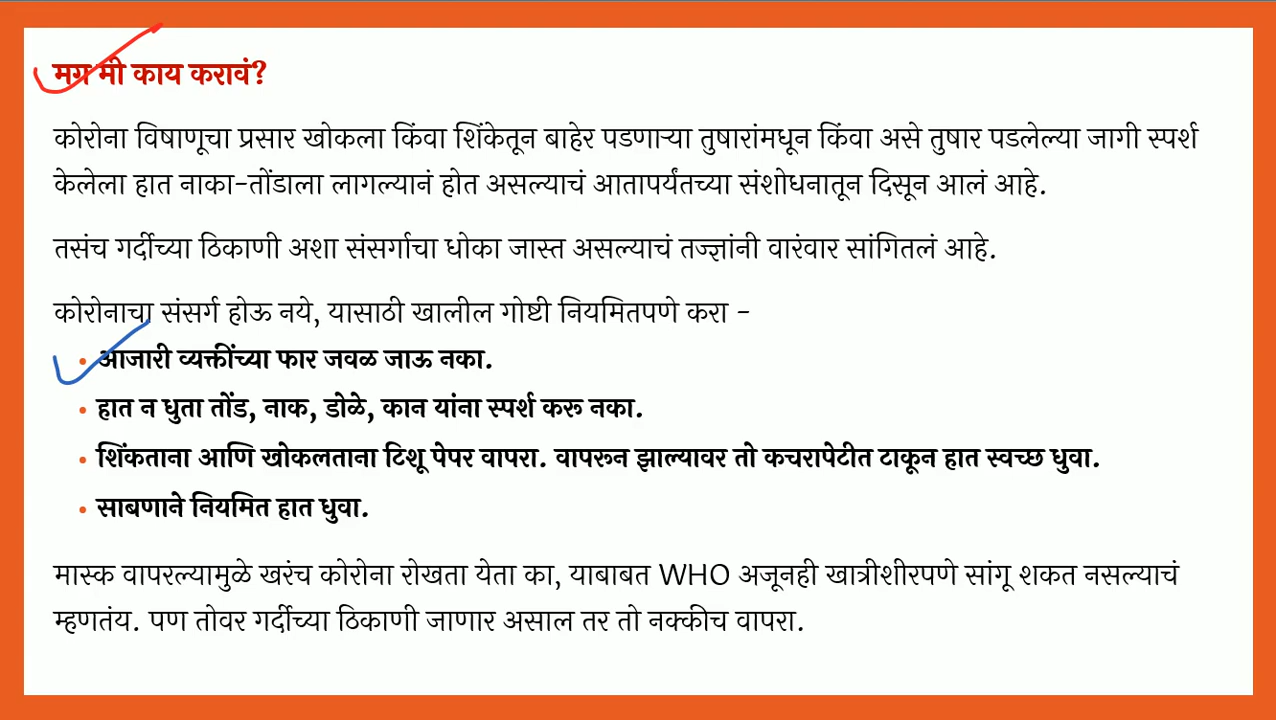 मग मी काय करावं?
कोरोना विषाणूचा प्रसार खोकला किंवा शिंकेतून बाहेर पडणाऱ्या तुषारांमधून किंवा असे तुषार पडलेल्या जागी स्पर्श
केलेला हात नाका-तोंडाला लागल्यानं होत असल्याचं आतापर्यंतच्या संशोधनातून दिसून आलं आहे.
तसंच गर्दीच्या ठिकाणी अशा संसर्गाचा धोका जास्त असल्याचं तज्ज्ञांनी वारंवार सांगितलं आहे.
कोरोनाचा संसर्ग होऊ नये, यासाठी खालील गोष्टी नियमितपणे करा -
• आजारी व्यक्तींच्या फार जवळ जाऊ नका.
• हात न धुता तोंड, नाक, डोळे, कान यांना स्पर्श करू नका.
• शिंकताना आणि खोकलताना टिशू पेपर वापरा. वापरून झाल्यावर तो कचरापेटीत टाकून हात स्वच्छ धुवा.
• साबणाने नियमित हात धुवा.
मास्क वापरल्यामुळे खरंच कोरोना रोखता येता का, याबाबत WHO अजूनही खात्रीशीरपणे सांगू शकत नसल्याचं
म्हणतंय. पण तोवर गर्दीच्या ठिकाणी जाणार असाल तर तो नक्कीच वापरा.